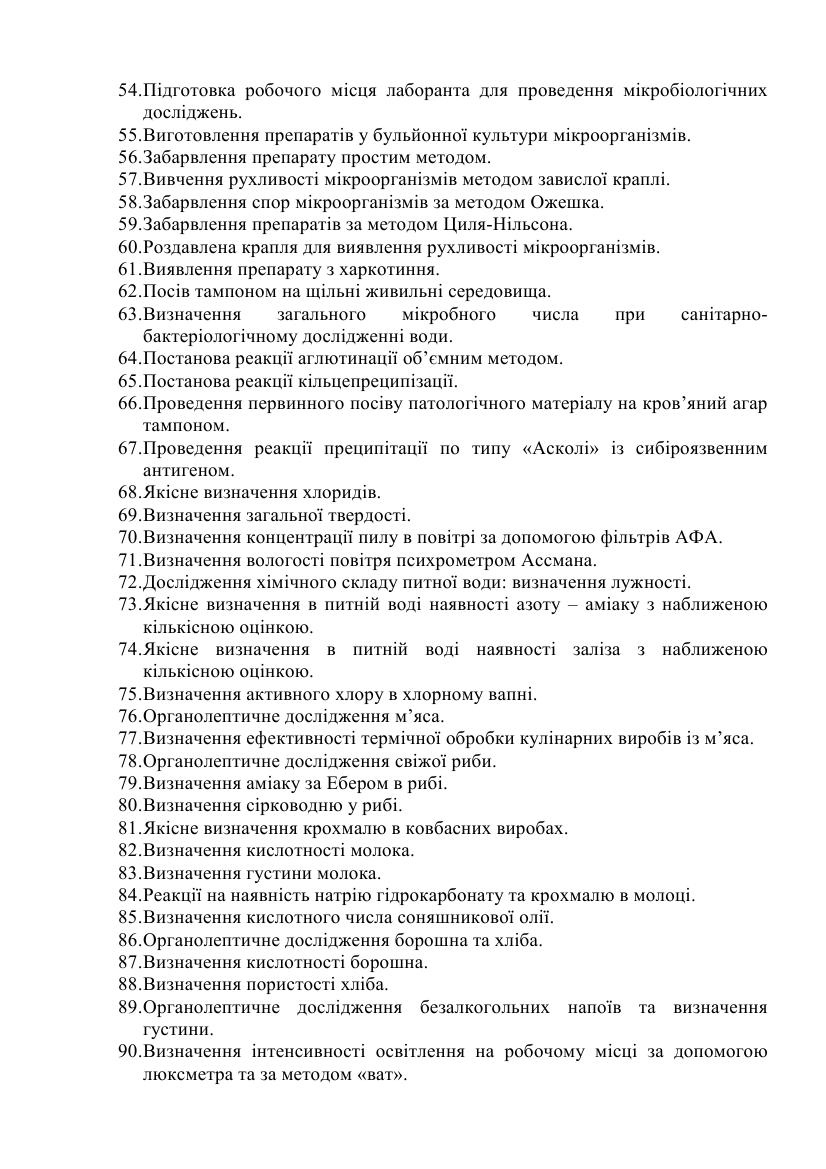 54.Підготовка робочого місця лаборанта для проведення мікробіологічних
досліджень.
55.Виготовлення препаратів у бульйонної культури мікроорганізмів.
56.Забарвлення препарату простим методом.
57.Вивчення рухливості мікроорганізмів методом завислої краплі.
58.Забарвлення спор мікроорганізмів за методом Ожешка.
59.Забарвлення препаратів за методом Циля-Нільсона.
60.Роздавлена крапля для виявлення рухливості мікроорганізмів.
61.Виявлення препарату з харкотиння.
62.Посів тампоном на щільні живильні середовища.
63.Визначення загального мікробного числа при санітарно-
бактеріологічному дослідженні води.
64.Постанова реакції аглютинації об’ємним методом.
65.Постанова реакції кільцепреципізації.
66.Проведення первинного посіву патологічного матеріалу на кров’яний агар
тампоном.
67.Проведення реакції преципітації по типу «Асколі» із сибіроязвенним
антигеном.
68.Якісне визначення хлоридів.
69.Визначення загальної твердості.
70.Визначення концентрації пилу в повітрі за допомогою фільтрів АФА.
71.Визначення вологості повітря психрометром Ассмана.
72.Дослідження хімічного складу питної води: визначення лужності.
73.Якісне визначення в питній воді наявності азоту – аміаку з наближеною
кількісною оцінкою.
74.Якісне визначення в питній воді наявності заліза з наближеною
кількісною оцінкою.
75.Визначення активного хлору в хлорному вапні.
76.Органолептичне дослідження м’яса.
77.Визначення ефективності термічної обробки кулінарних виробів із м’яса.
78.Органолептичне дослідження свіжої риби.
79.Визначення аміаку за Ебером в рибі.
80.Визначення сірководню у рибі.
81.Якісне визначення крохмалю в ковбасних виробах.
82.Визначення кислотності молока.
83.Визначення густини молока.
84.Реакції на наявність натрію гідрокарбонату та крохмалю в молоці.
85.Визначення кислотного числа соняшникової олії.
86.Органолептичне дослідження борошна та хліба.
87.Визначення кислотності борошна.
88.Визначення пористості хліба.
89.Органолептичне дослідження безалкогольних напоїв та визначення
густини.
90.Визначення інтенсивності освітлення на робочому місці за допомогою
люксметра та за методом «ват».